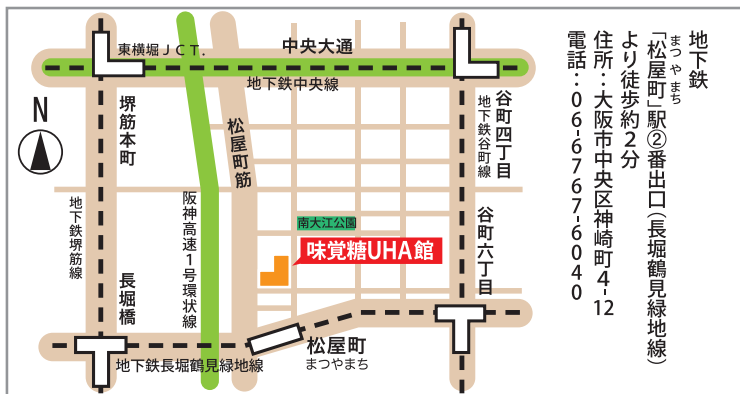 東横堀JCT.
中央大通
地下鉄中央線
N
堺筋本町
松屋町筋
谷町四丁目
地下鉄谷町線
地下鉄堺筋線
阪神高速1号環状線
南大江公園
味覚糖UHA館
谷町六丁目
長堀橋
松屋町
まつやまち
地下鉄長堀鶴見緑地線
地下鉄
まつやまち
「松屋町」駅②番出口(長堀鶴見緑地線)
より徒歩約2分
住所:大阪市中央区神崎町4-12
電話:06-6767-6040